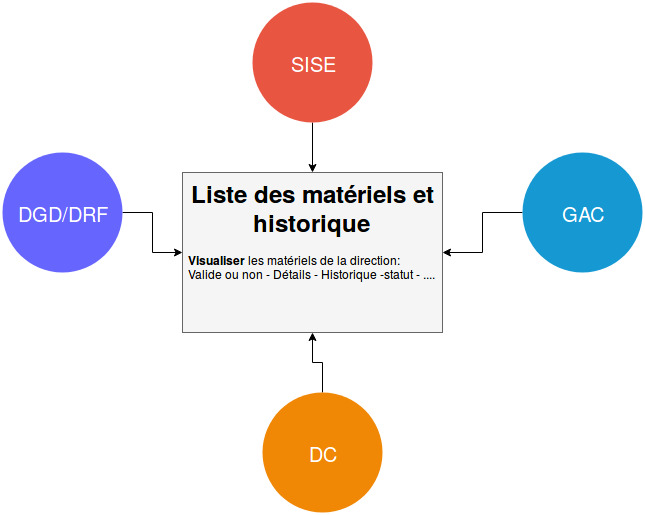 SISE
DGD/DRF
Liste des matériels et
historique
GAC
Visualiser les matériels de la direction:
Valide ou non - Détails - Historique -statut - ....
DC